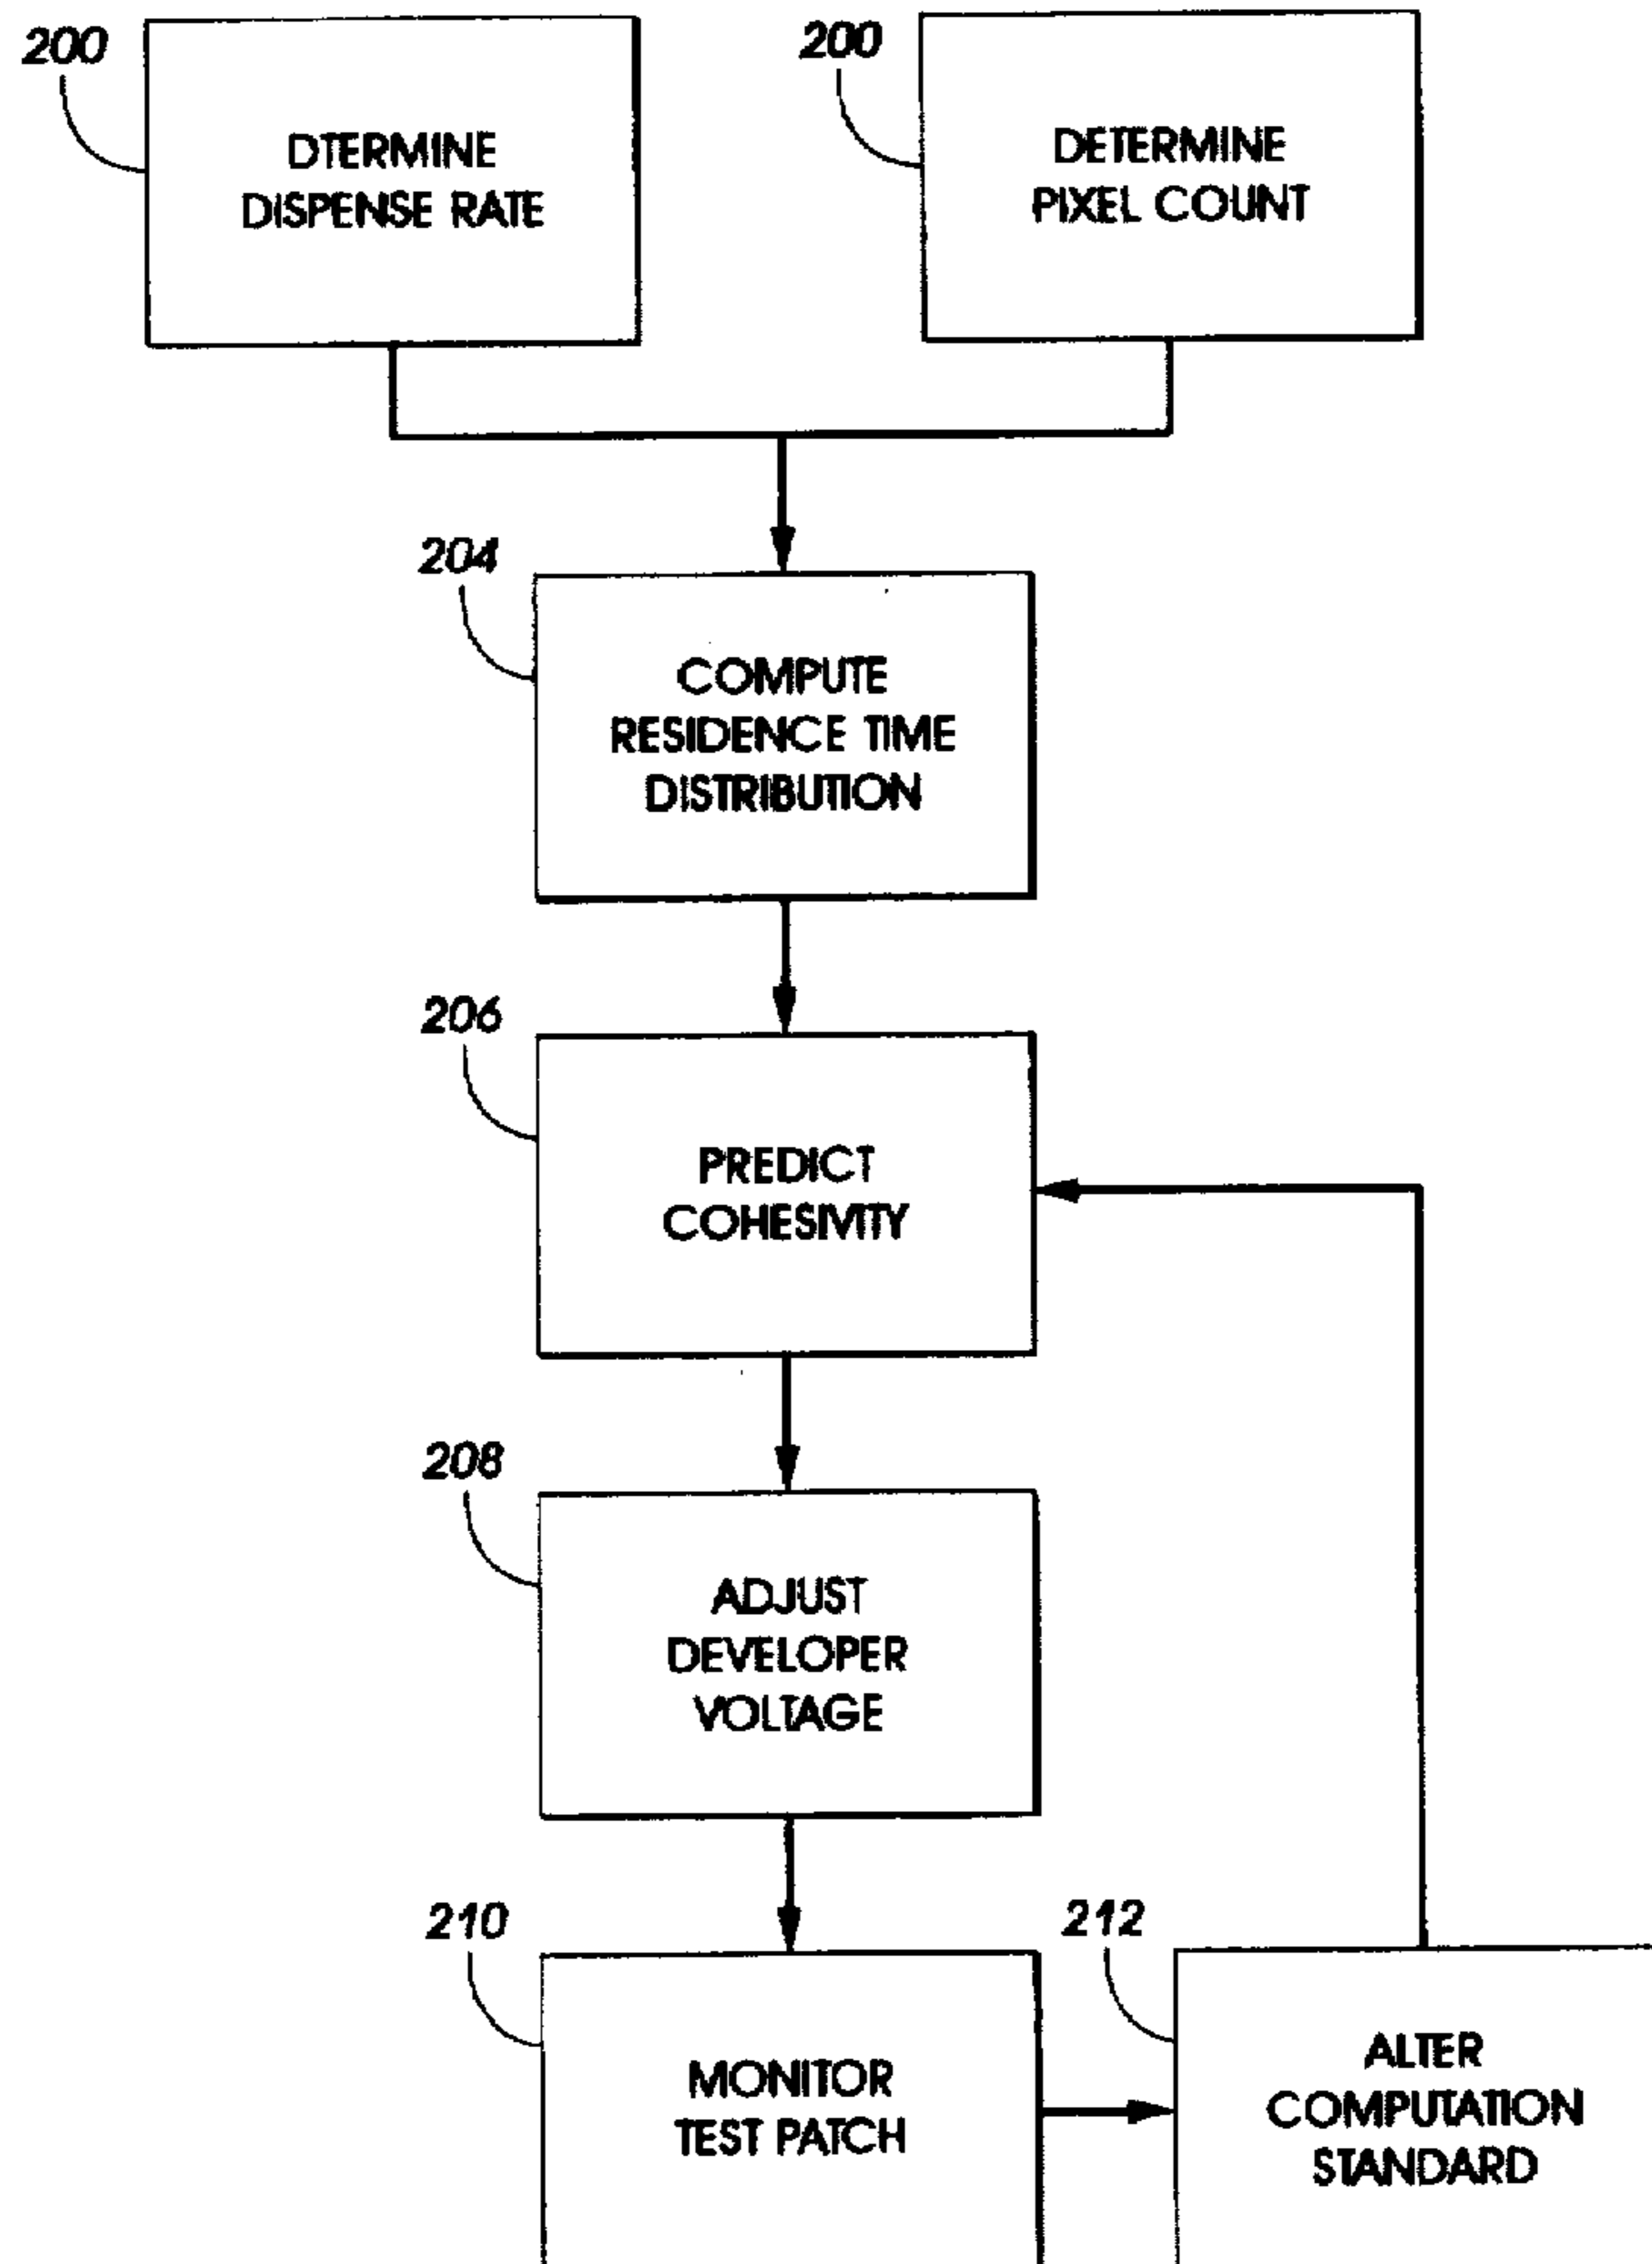 200
DTERMINE
DISPENSE RATE
200
DETERMINE
PIXEL COUNT
204
COMPUTE
RESIDENCE TIME
DISTRIBUTION
206
PREDICT
COHESIVITY
208
ADJUST
DEVELOPER
VOLTAGE
210
MONITOR
TEST PATCH
212
ALTER
COMPUTATION
STANDARD